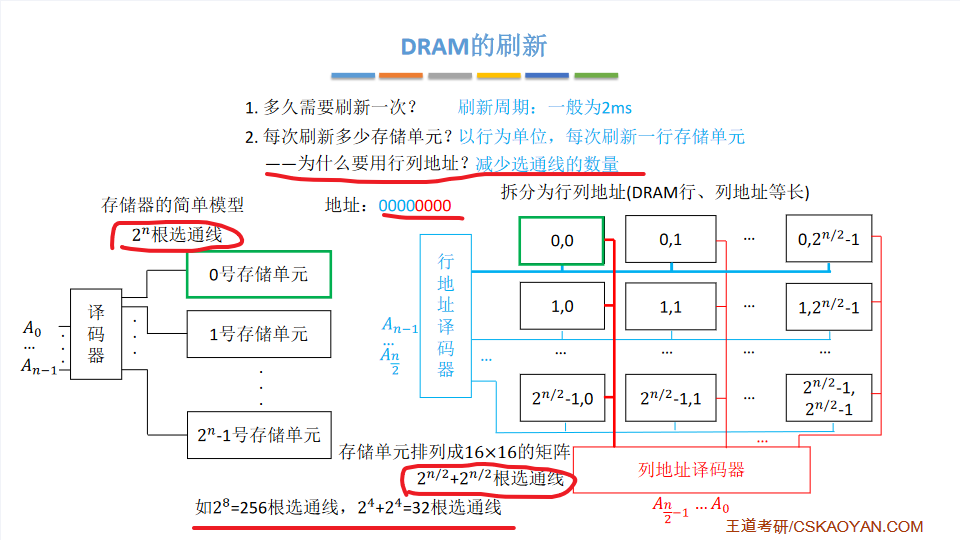 DRAM的刷新
1. 多久需要刷新一次? 刷新周期：一般为2ms
2. 每次刷新多少存储单元? 以行为单位，每次刷新一行存储单元
——为什么要用行列地址? 减少选通线的数量
拆分为行列地址(DRAM行、列地址等长)
存储器的简单模型
地址: 00000000
2ⁿ根选通线
0号存储单元
1号存储单元
⋮
2ⁿ-1号存储单元
译码器
A₀
...
Aₙ₋₁
行地址译码器
Aₙ₋₁
...
A_{n/2}
0,0
0,1
...
0,2^{n/2}-1
1,0
1,1
...
1,2^{n/2}-1
...
...
...
...
2^{n/2}-1,0
2^{n/2}-1,1
...
2^{n/2}-1,
2^{n/2}-1
...
存储单元排列成16×16的矩阵
2^{n/2}+2^{n/2}根选通线
列地址译码器
A_{n/2-1} ... A₀
如2⁸=256根选通线，2⁴+2⁴=32根选通线
王道考研/CSKAOYAN.COM